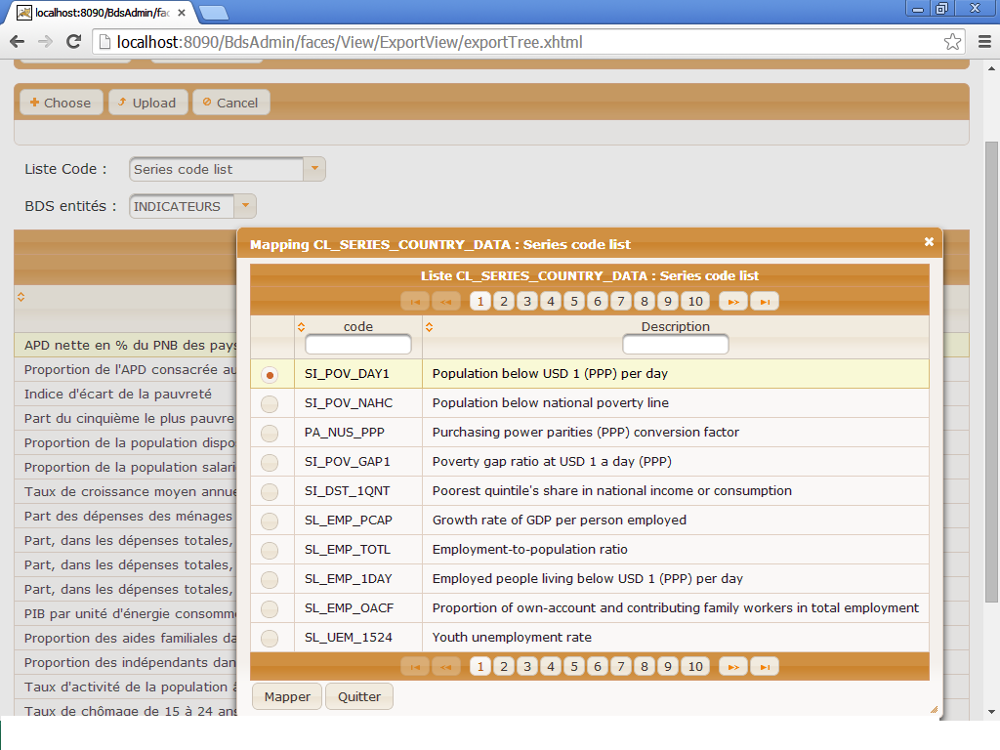 localhost:8090/BdsAdmin/fac
localhost:8090/BdsAdmin/faces/View/ExportView/exportTree.xhtml
Choose Upload Cancel
Liste Code : Series code list
BDS entités : INDICATEURS
Mapping CL_SERIES_COUNTRY_DATA : Series code list
Liste CL_SERIES_COUNTRY_DATA : Series code list
1 2 3 4 5 6 7 8 9 10
code Description
APD nette en % du PNB des pays
Proportion de l'APD consacrée au
Indice d'écart de la pauvreté
Part du cinquième le plus pauvre
Proportion de la population dispo
Proportion de la population salari
Taux de croissance moyen annue
Part des dépenses des ménages
Part, dans les dépenses totales,
Part, dans les dépenses totales,
Part, dans les dépenses totales,
PIB par unité d'énergie consomme
Proportion des aides familiales da
Proportion des indépendants dan
Taux d'activité de la population à
Taux de chômage de 15 à 24 ans
SI_POV_DAY1 Population below USD 1 (PPP) per day
SI_POV_NAHC Population below national poverty line
PA_NUS_PPP Purchasing power parities (PPP) conversion factor
SI_POV_GAP1 Poverty gap ratio at USD 1 a day (PPP)
SI_DST_1QNT Poorest quintile's share in national income or consumption
SL_EMP_PCAP Growth rate of GDP per person employed
SL_EMP_TOTL Employment-to-population ratio
SL_EMP_1DAY Employed people living below USD 1 (PPP) per day
SL_EMP_OACF Proportion of own-account and contributing family workers in total employment
SL_UEM_1524 Youth unemployment rate
1 2 3 4 5 6 7 8 9 10
Mapper Quitter